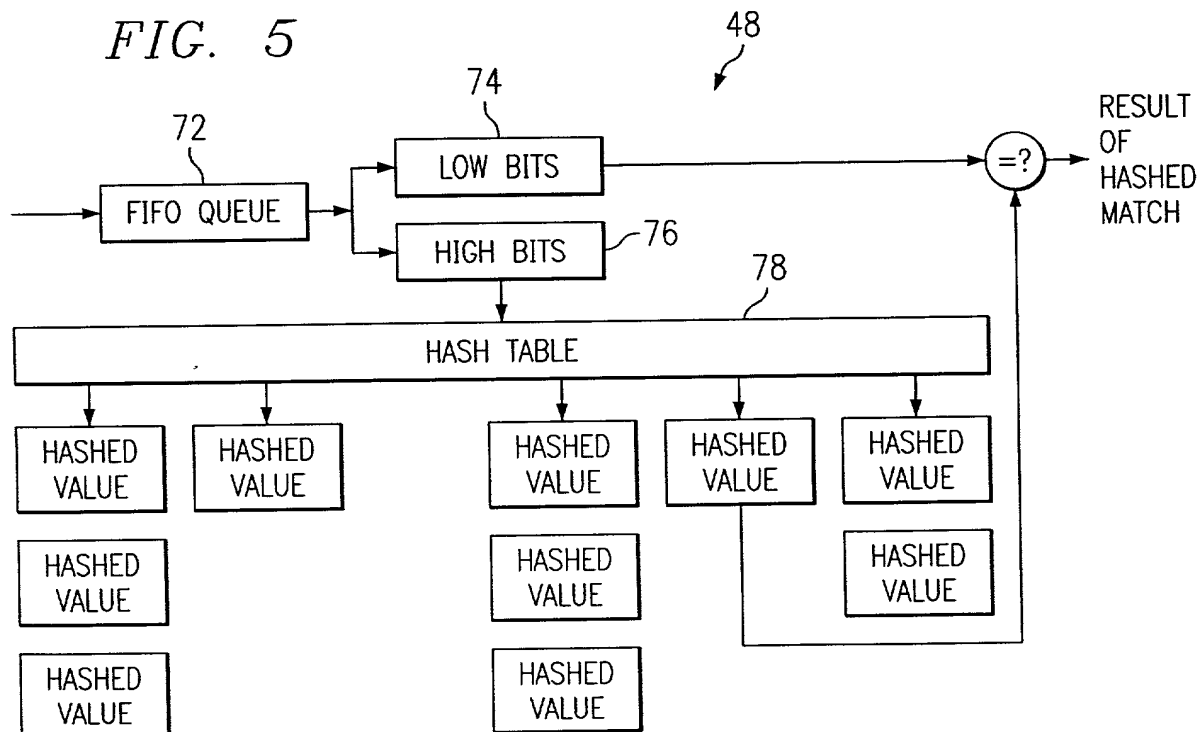 FIG. 5
48
74
72
LOW BITS
=?
RESULT
OF
HASHED
MATCH
FIFO QUEUE
HIGH BITS
76
78
HASH TABLE
HASHED
VALUE
HASHED
VALUE
HASHED
VALUE
HASHED
VALUE
HASHED
VALUE
HASHED
VALUE
HASHED
VALUE
HASHED
VALUE
HASHED
VALUE
HASHED
VALUE